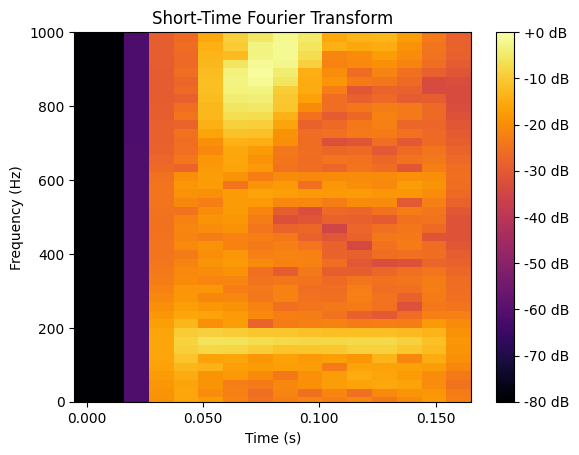 Short-Time Fourier Transform
1000
800
600
400
200
0
Frequency (Hz)
0.000
0.050
0.100
0.150
Time (s)
+0 dB
-10 dB
-20 dB
-30 dB
-40 dB
-50 dB
-60 dB
-70 dB
-80 dB